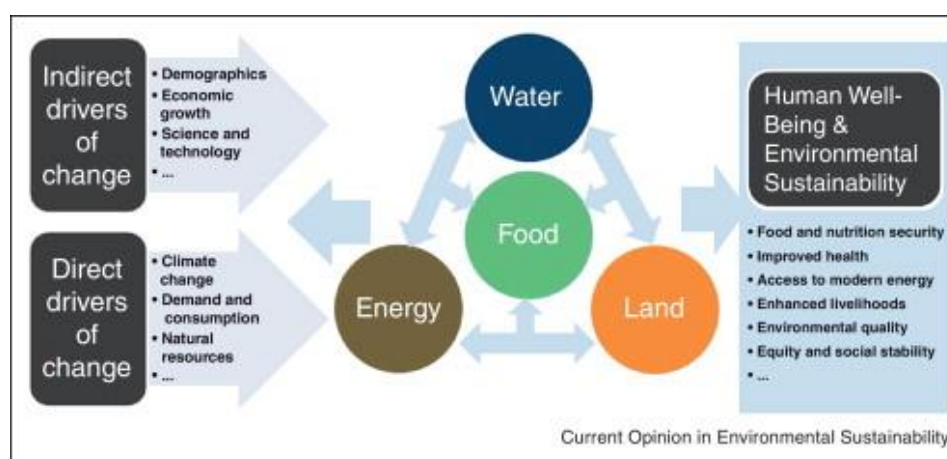 Indirect
drivers
of
change
• Demographics
• Economic
growth
• Science and
technology
• ...
Direct
drivers
of
change
• Climate
change
• Demand and
consumption
• Natural
resources
• ...
Water
Food
Energy
Land
Human Well-
Being &
Environmental
Sustainability
• Food and nutrition security
• Improved health
• Access to modern energy
• Enhanced livelihoods
• Environmental quality
• Equity and social stability
• ...
Current Opinion in Environmental Sustainability